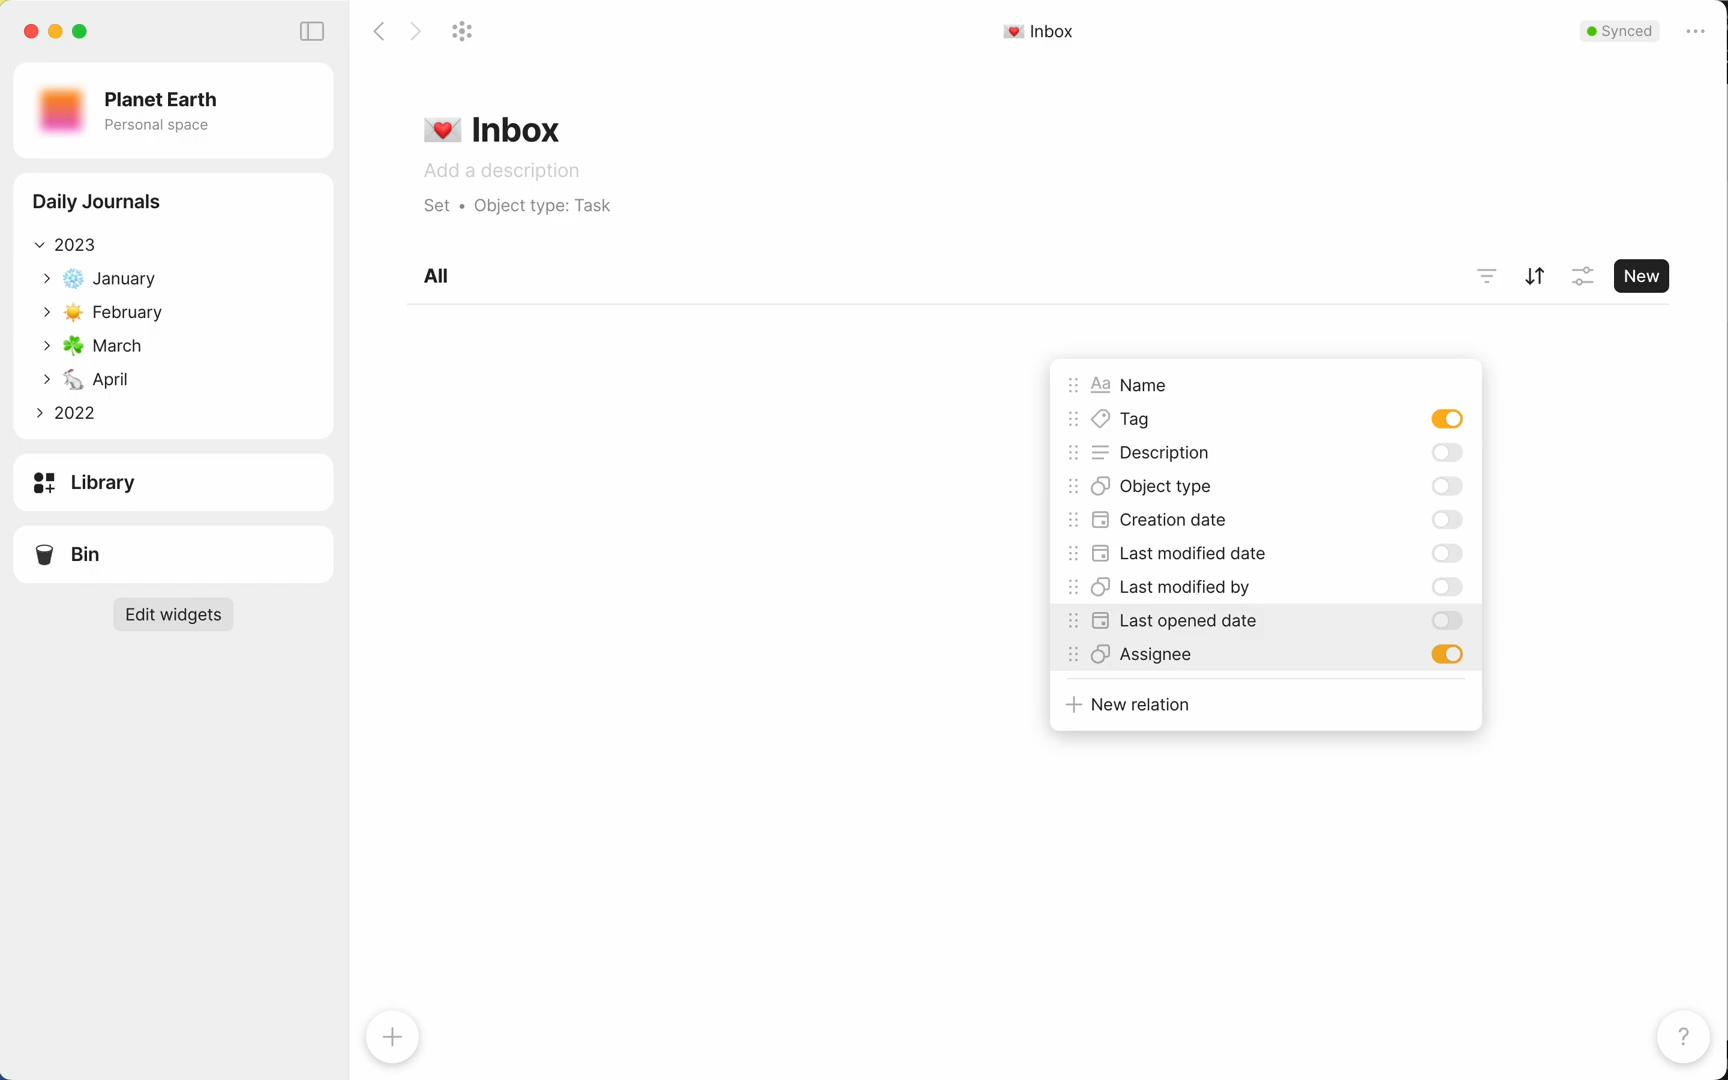 Inbox
Synced
Planet Earth
Personal space
Daily Journals
2023
January
February
March
April
2022
Library
Bin
Edit widgets
Inbox
Add a description
Set • Object type: Task
All
New
Aa Name
Tag
Description
Object type
Creation date
Last modified date
Last modified by
Last opened date
Assignee
New relation
?